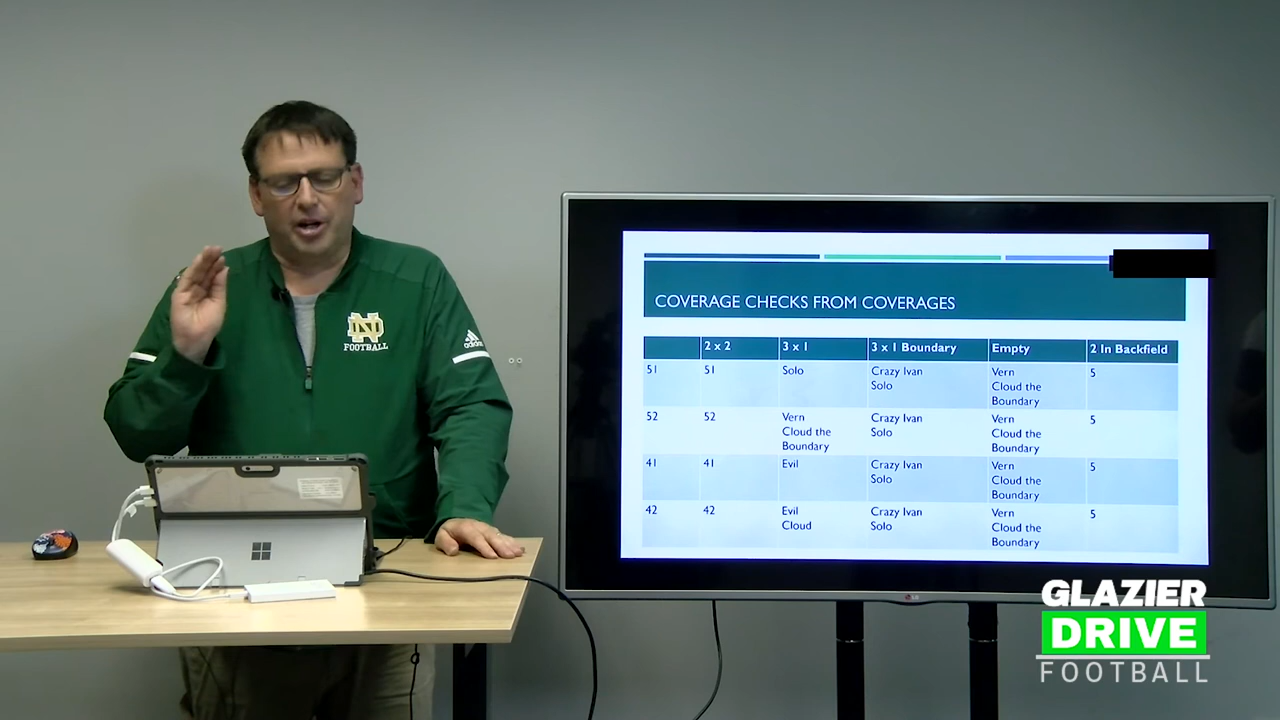 COVERAGE CHECKS FROM COVERAGES
2 x 2 3 x 1 3 x 1 Boundary Empty 2 In Backfield
51 51 Solo Crazy Ivan Vern 5
Solo Cloud the
Boundary
52 52 Vern Crazy Ivan Vern 5
Cloud the Solo Cloud the
Boundary Boundary
41 41 Evil Crazy Ivan Vern 5
Solo Cloud the
Boundary
42 42 Evil Crazy Ivan Vern 5
Cloud Solo Cloud the
Boundary
ND
FOOTBALL
adidas
LG
GLAZIER
DRIVE
FOOTBALL